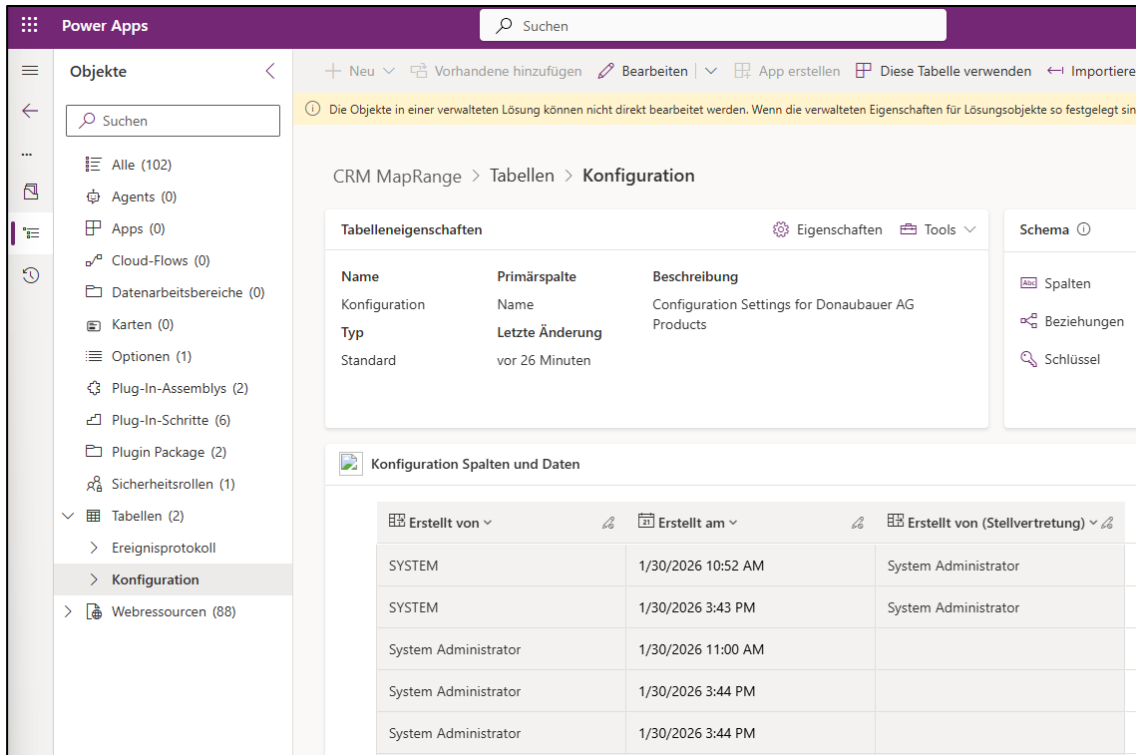 Power Apps
Suchen
Objekte
Neu Vorhandene hinzufügen Bearbeiten App erstellen Diese Tabelle verwenden Importiere
Die Objekte in einer verwalteten Lösung können nicht direkt bearbeitet werden. Wenn die verwalteten Eigenschaften für Lösungsobjekte so festgelegt sin
Suchen
...
Alle (102)
Agents (0)
Apps (0)
Cloud-Flows (0)
Datenarbeitsbereiche (0)
Karten (0)
Optionen (1)
Plug-In-Assemblys (2)
Plug-In-Schritte (6)
Plugin Package (2)
Sicherheitsrollen (1)
Tabellen (2)
Ereignisprotokoll
Konfiguration
Webressourcen (88)
CRM MapRange > Tabellen > Konfiguration
Tabelleneigenschaften Eigenschaften Tools
Name Primärspalte Beschreibung
Konfiguration Name Configuration Settings for Donaubauer AG
Products
Typ Letzte Änderung
Standard vor 26 Minuten
Schema
Abc Spalten
Beziehungen
Schlüssel
Konfiguration Spalten und Daten
Erstellt von 21 Erstellt am Erstellt von (Stellvertretung)
SYSTEM 1/30/2026 10:52 AM System Administrator
SYSTEM 1/30/2026 3:43 PM System Administrator
System Administrator 1/30/2026 11:00 AM
System Administrator 1/30/2026 3:44 PM
System Administrator 1/30/2026 3:44 PM